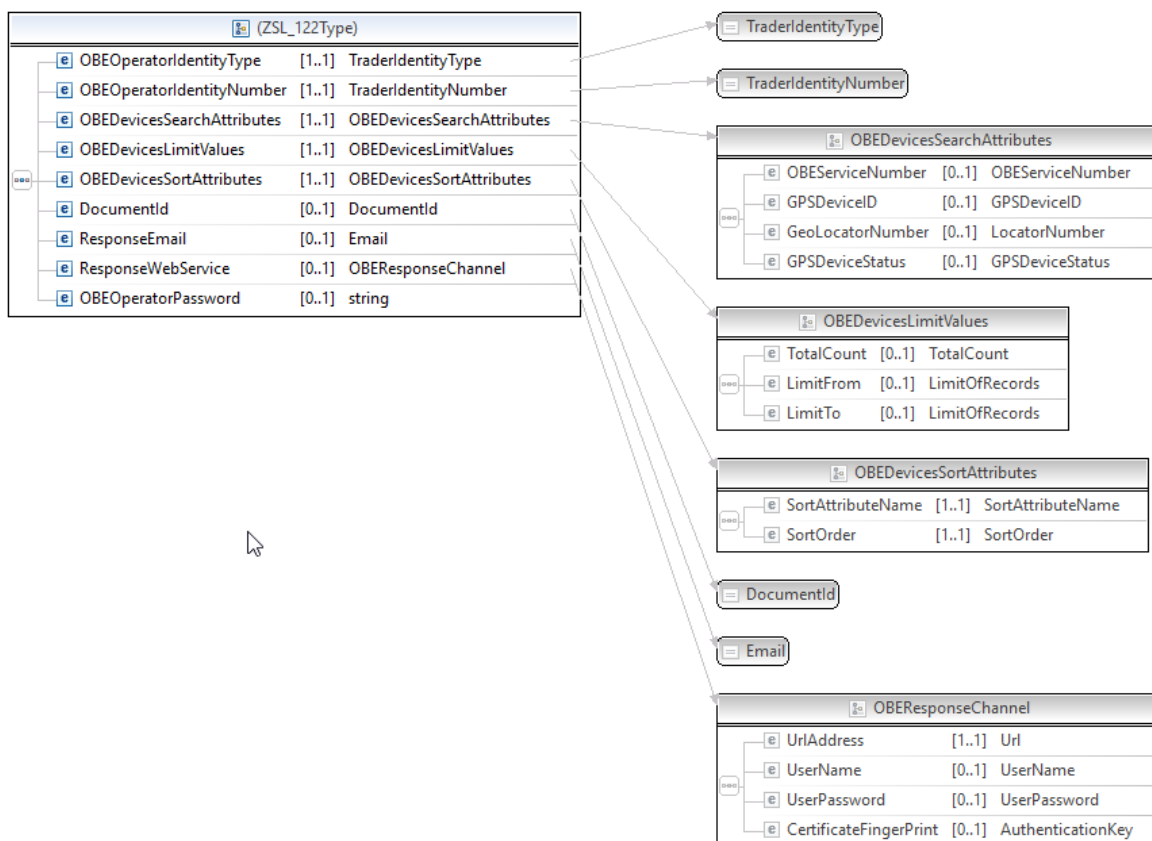 (ZSL_122Type)
OBEOperatorIdentityType [1..1] TraderIdentityType
OBEOperatorIdentityNumber [1..1] TraderIdentityNumber
OBEDevicesSearchAttributes [1..1] OBEDevicesSearchAttributes
OBEDevicesLimitValues [1..1] OBEDevicesLimitValues
OBEDevicesSortAttributes [1..1] OBEDevicesSortAttributes
DocumentId [0..1] DocumentId
ResponseEmail [0..1] Email
ResponseWebService [0..1] OBEResponseChannel
OBEOperatorPassword [0..1] string
TraderIdentityType
TraderIdentityNumber
OBEDevicesSearchAttributes
OBEServiceNumber [0..1] OBEServiceNumber
GPSDeviceID [0..1] GPSDeviceID
GeoLocatorNumber [0..1] LocatorNumber
GPSDeviceStatus [0..1] GPSDeviceStatus
OBEDevicesLimitValues
TotalCount [0..1] TotalCount
LimitFrom [0..1] LimitOfRecords
LimitTo [0..1] LimitOfRecords
OBEDevicesSortAttributes
SortAttributeName [1..1] SortAttributeName
SortOrder [1..1] SortOrder
DocumentId
Email
OBEResponseChannel
UrlAddress [1..1] Url
UserName [0..1] UserName
UserPassword [0..1] UserPassword
CertificateFingerPrint [0..1] AuthenticationKey